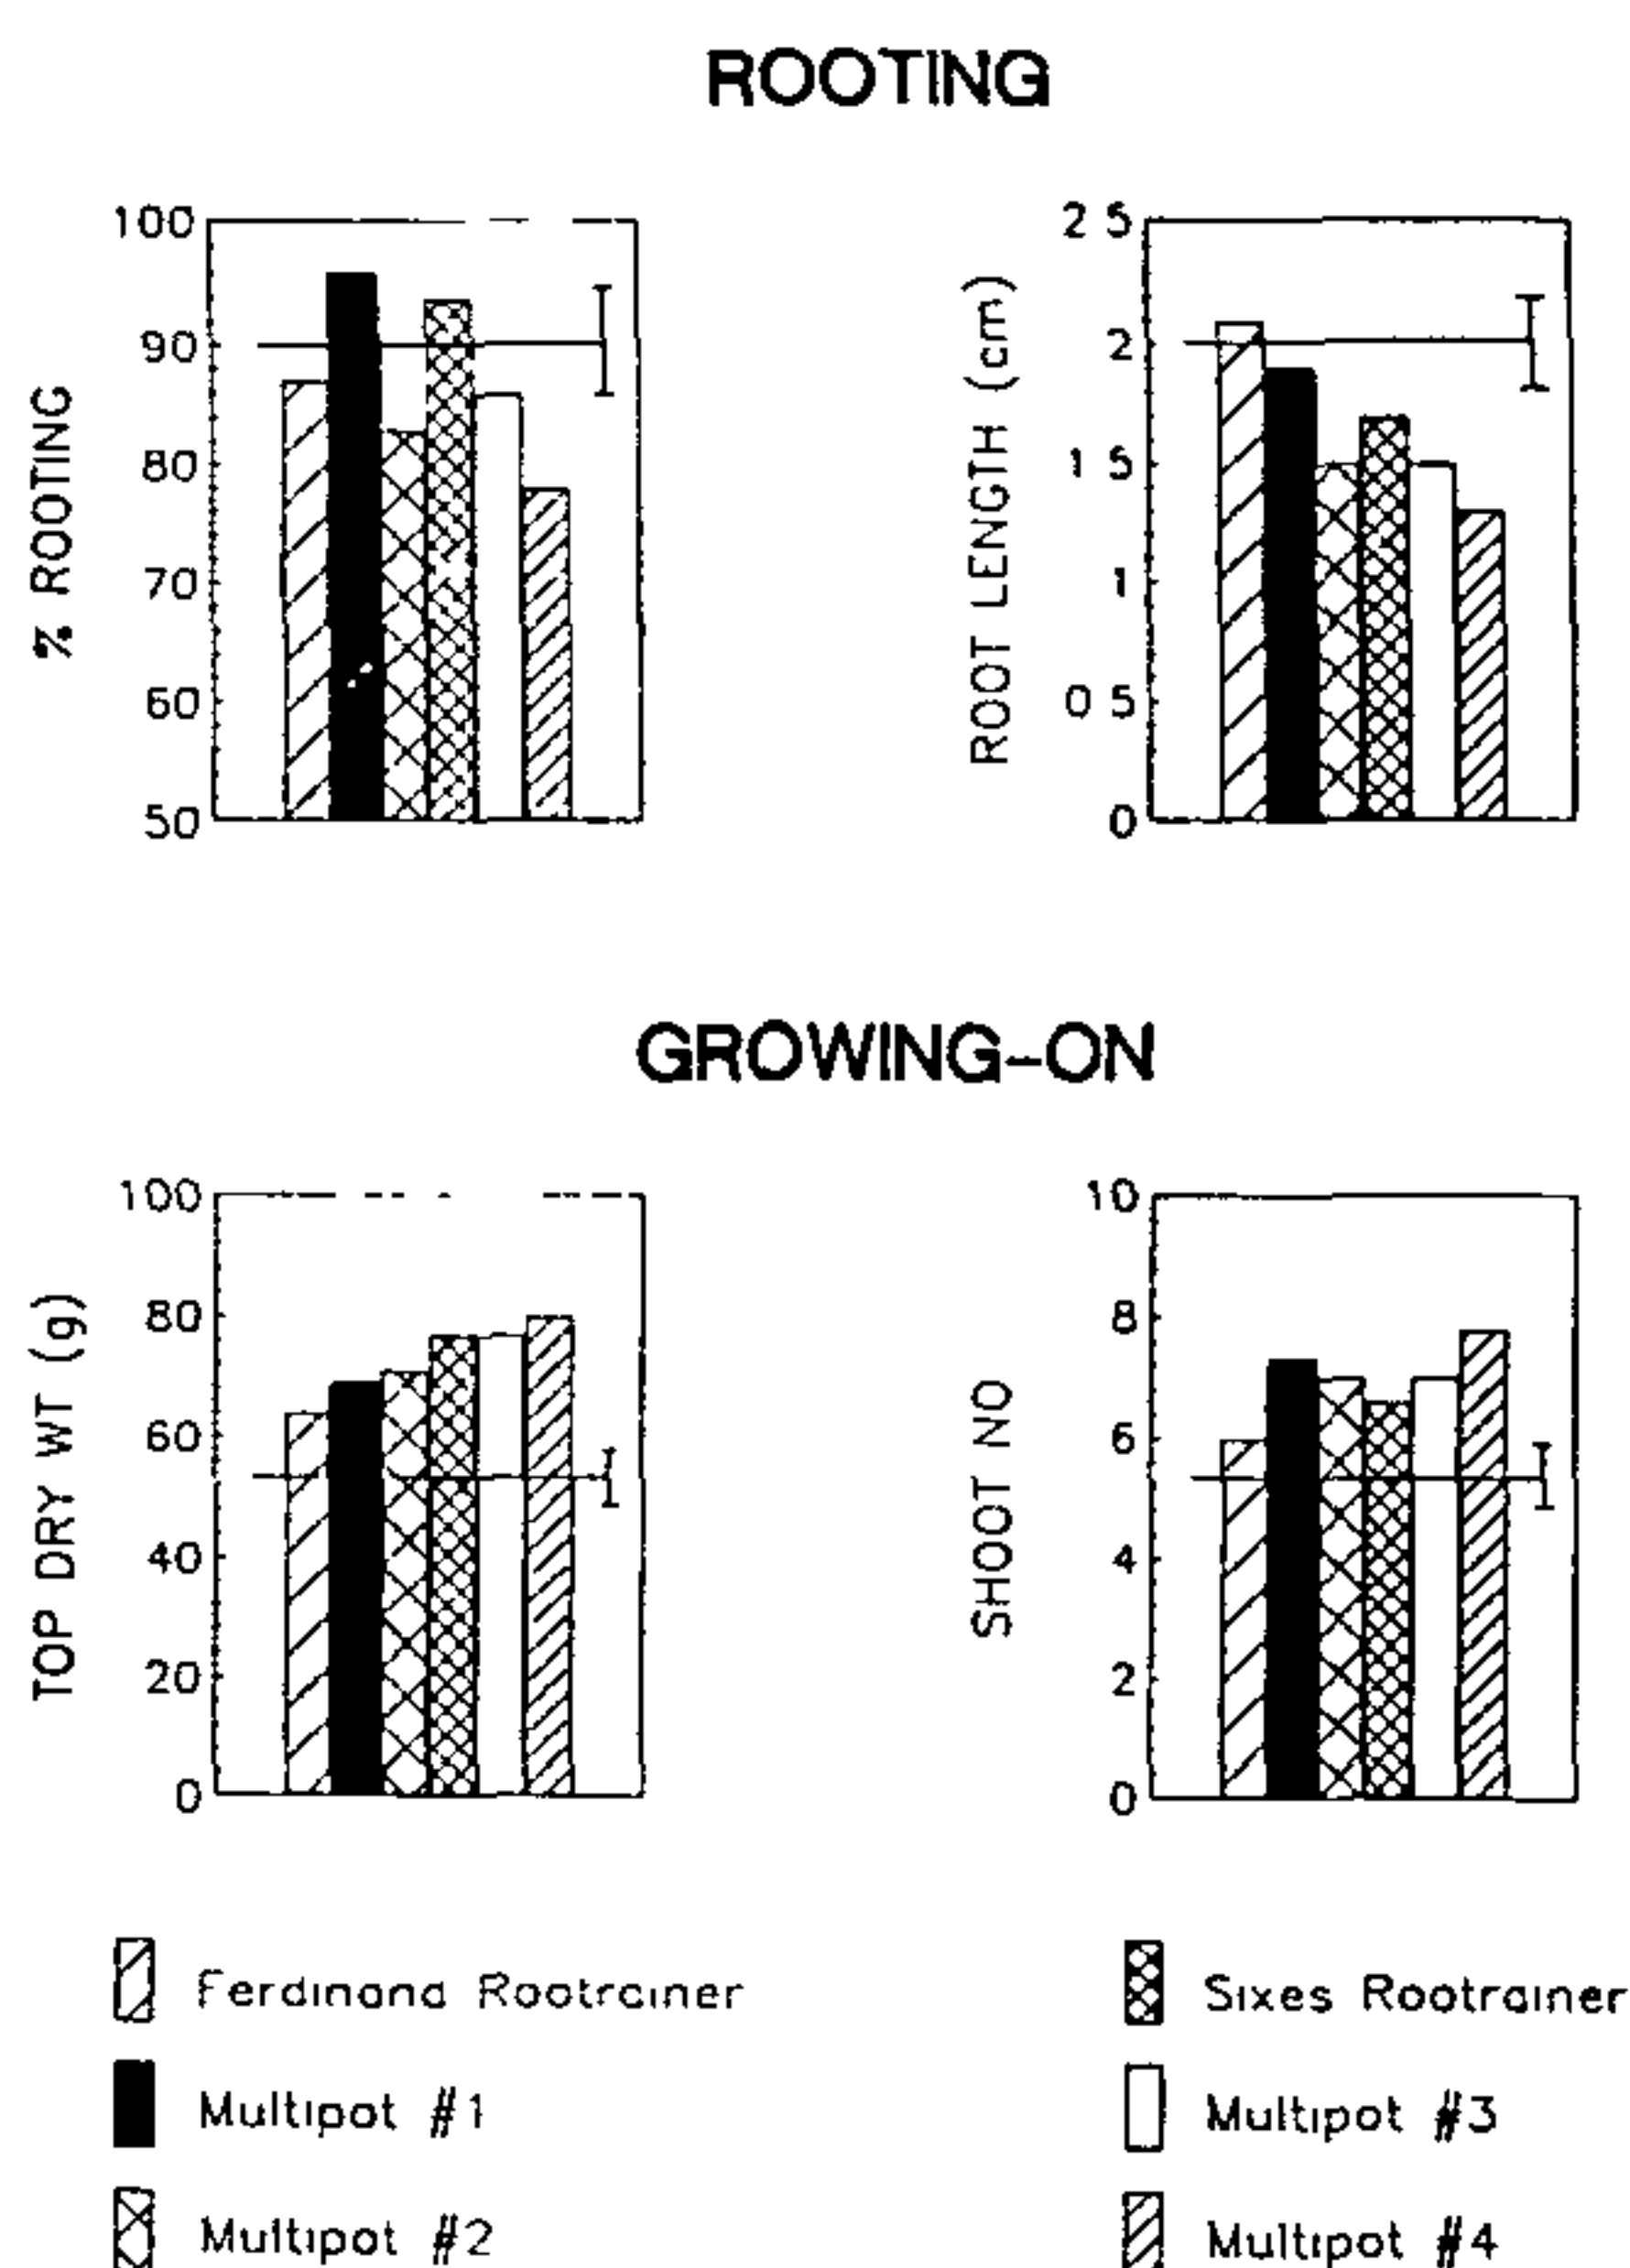 ROOTING
% ROOTING
100
90
80
70
60
50
ROOT LENGTH (cm)
2 5
2
1 5
1
0 5
0
GROWING-ON
TOP DRY WT (g)
100
80
60
40
20
0
SHOOT NO
10
8
6
4
2
0
Ferdinand Rootrainer
Multipot #1
Multipot #2
Sixes Rootrainer
Multipot #3
Multipot #4